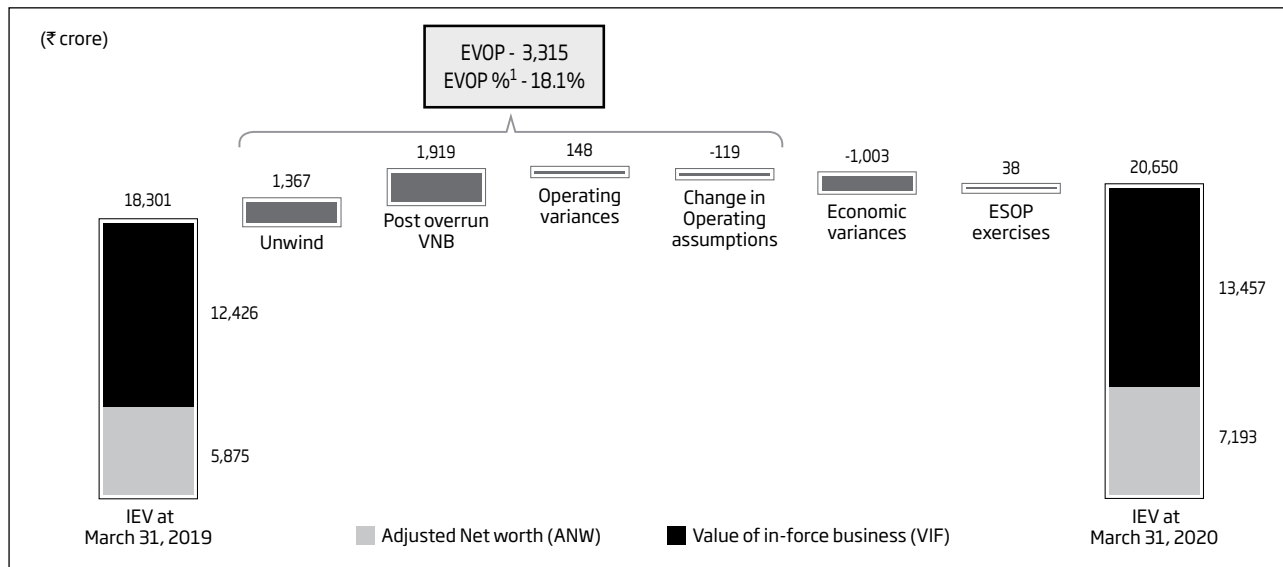 (₹ crore)
EVOP - 3,315
EVOP %1 - 18.1%
18,301
12,426
5,875
IEV at
March 31, 2019
1,367
Unwind
1,919
Post overrun
VNB
148
Operating
variances
-119
Change in
Operating
assumptions
-1,003
Economic
variances
38
ESOP
exercises
20,650
13,457
7,193
IEV at
March 31, 2020
Adjusted Net worth (ANW)
Value of in-force business (VIF)